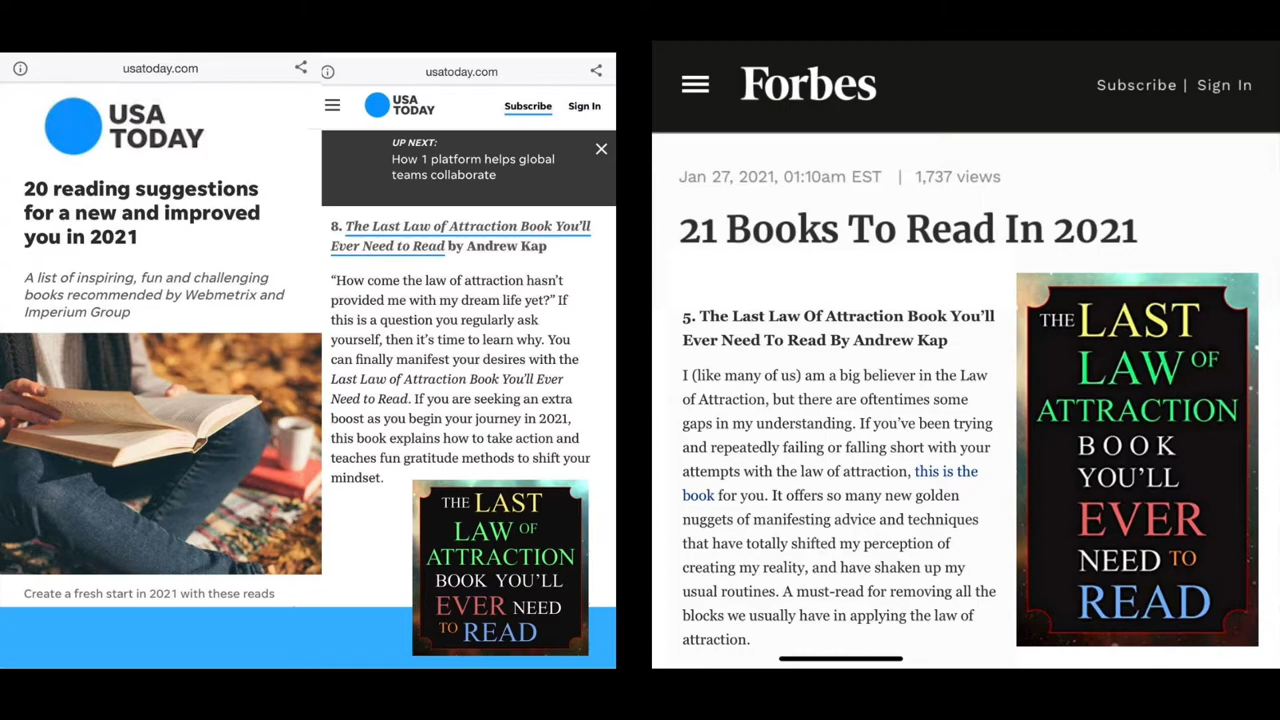 usatoday.com
USA
TODAY
20 reading suggestions
for a new and improved
you in 2021
A list of inspiring, fun and challenging
books recommended by Webmetrix and
Imperium Group
Create a fresh start in 2021 with these reads
usatoday.com
USA
TODAY
Subscribe
Sign In
UP NEXT:
How 1 platform helps global
teams collaborate
8. The Last Law of Attraction Book You'll
Ever Need to Read by Andrew Kap
“How come the law of attraction hasn’t
provided me with my dream life yet?” If
this is a question you regularly ask
yourself, then it’s time to learn why. You
can finally manifest your desires with the
Last Law of Attraction Book You’ll Ever
Need to Read. If you are seeking an extra
boost as you begin your journey in 2021,
this book explains how to take action and
teaches fun gratitude methods to shift your
mindset.
THE LAST
LAW OF
ATTRACTION
BOOK YOU'LL
EVER NEED
TO READ
Forbes
Subscribe | Sign In
Jan 27, 2021, 01:10am EST | 1,737 views
21 Books To Read In 2021
5. The Last Law Of Attraction Book You’ll
Ever Need To Read By Andrew Kap
I (like many of us) am a big believer in the Law
of Attraction, but there are oftentimes some
gaps in my understanding. If you’ve been trying
and repeatedly failing or falling short with your
attempts with the law of attraction, this is the
book for you. It offers so many new golden
nuggets of manifesting advice and techniques
that have totally shifted my perception of
creating my reality, and have shaken up my
usual routines. A must-read for removing all the
blocks we usually have in applying the law of
attraction.
THE LAST
LAW OF
ATTRACTION
BOOK
YOU'LL
EVER
NEED TO
READ